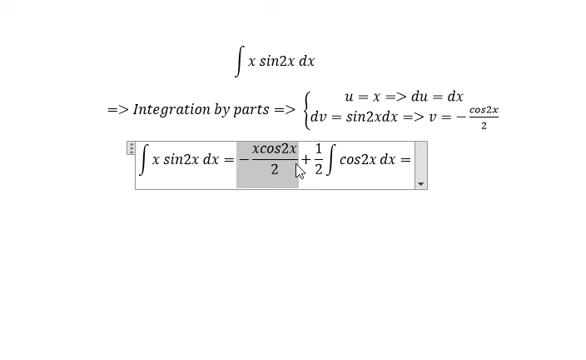 ∫ x sin2x dx
=> Integration by parts => { u = x => du = dx
dv = sin2xdx => v = − cos2x/2
∫ x sin2x dx = − xcos2x/2 + 1/2 ∫ cos2x dx =